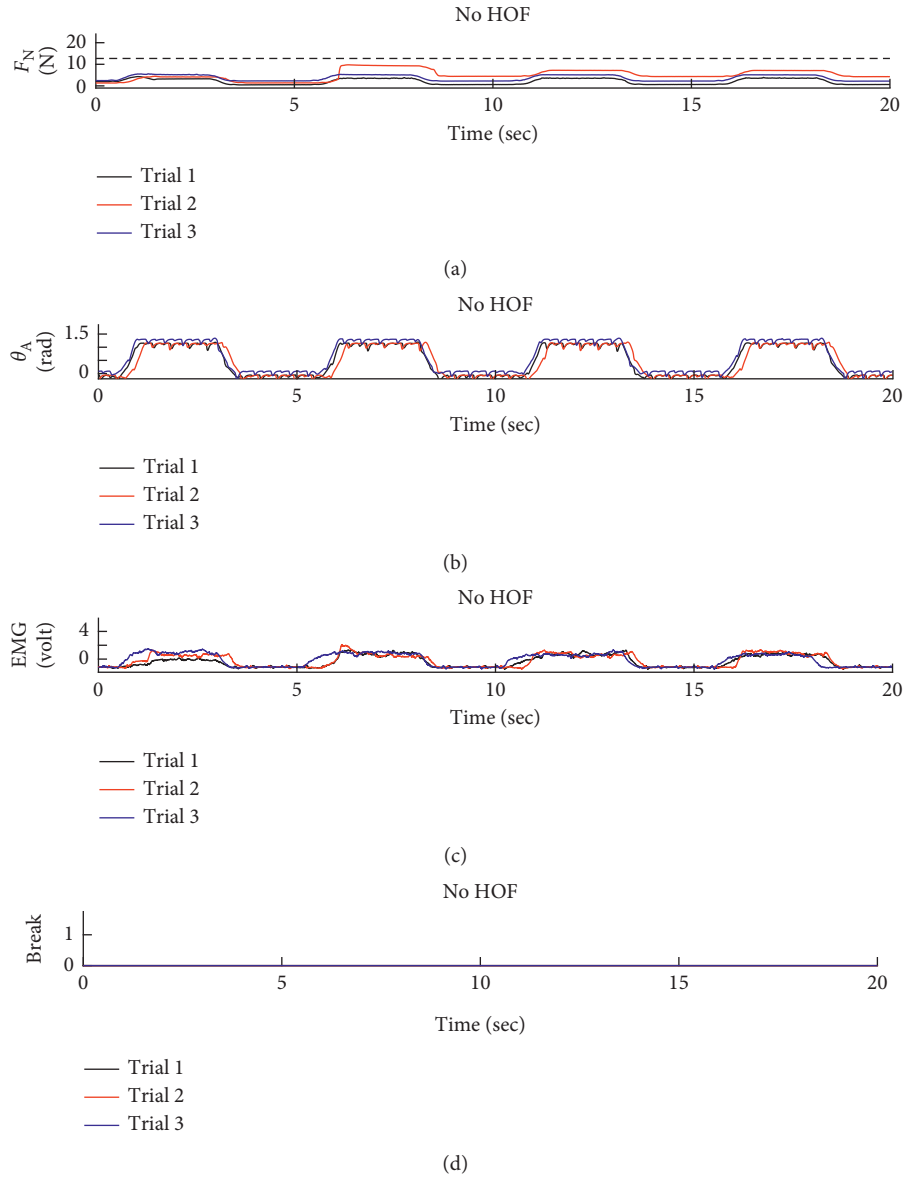 No HOF
F_N
(N)
20
10
0
0 5 10 15 20
Time (sec)
Trial 1
Trial 2
Trial 3
(a)
No HOF
θ_A
(rad)
1.5
0
0 5 10 15 20
Time (sec)
Trial 1
Trial 2
Trial 3
(b)
No HOF
EMG
(volt)
4
0
0 5 10 15 20
Time (sec)
Trial 1
Trial 2
Trial 3
(c)
No HOF
Break
1
0
0 5 10 15 20
Time (sec)
Trial 1
Trial 2
Trial 3
(d)